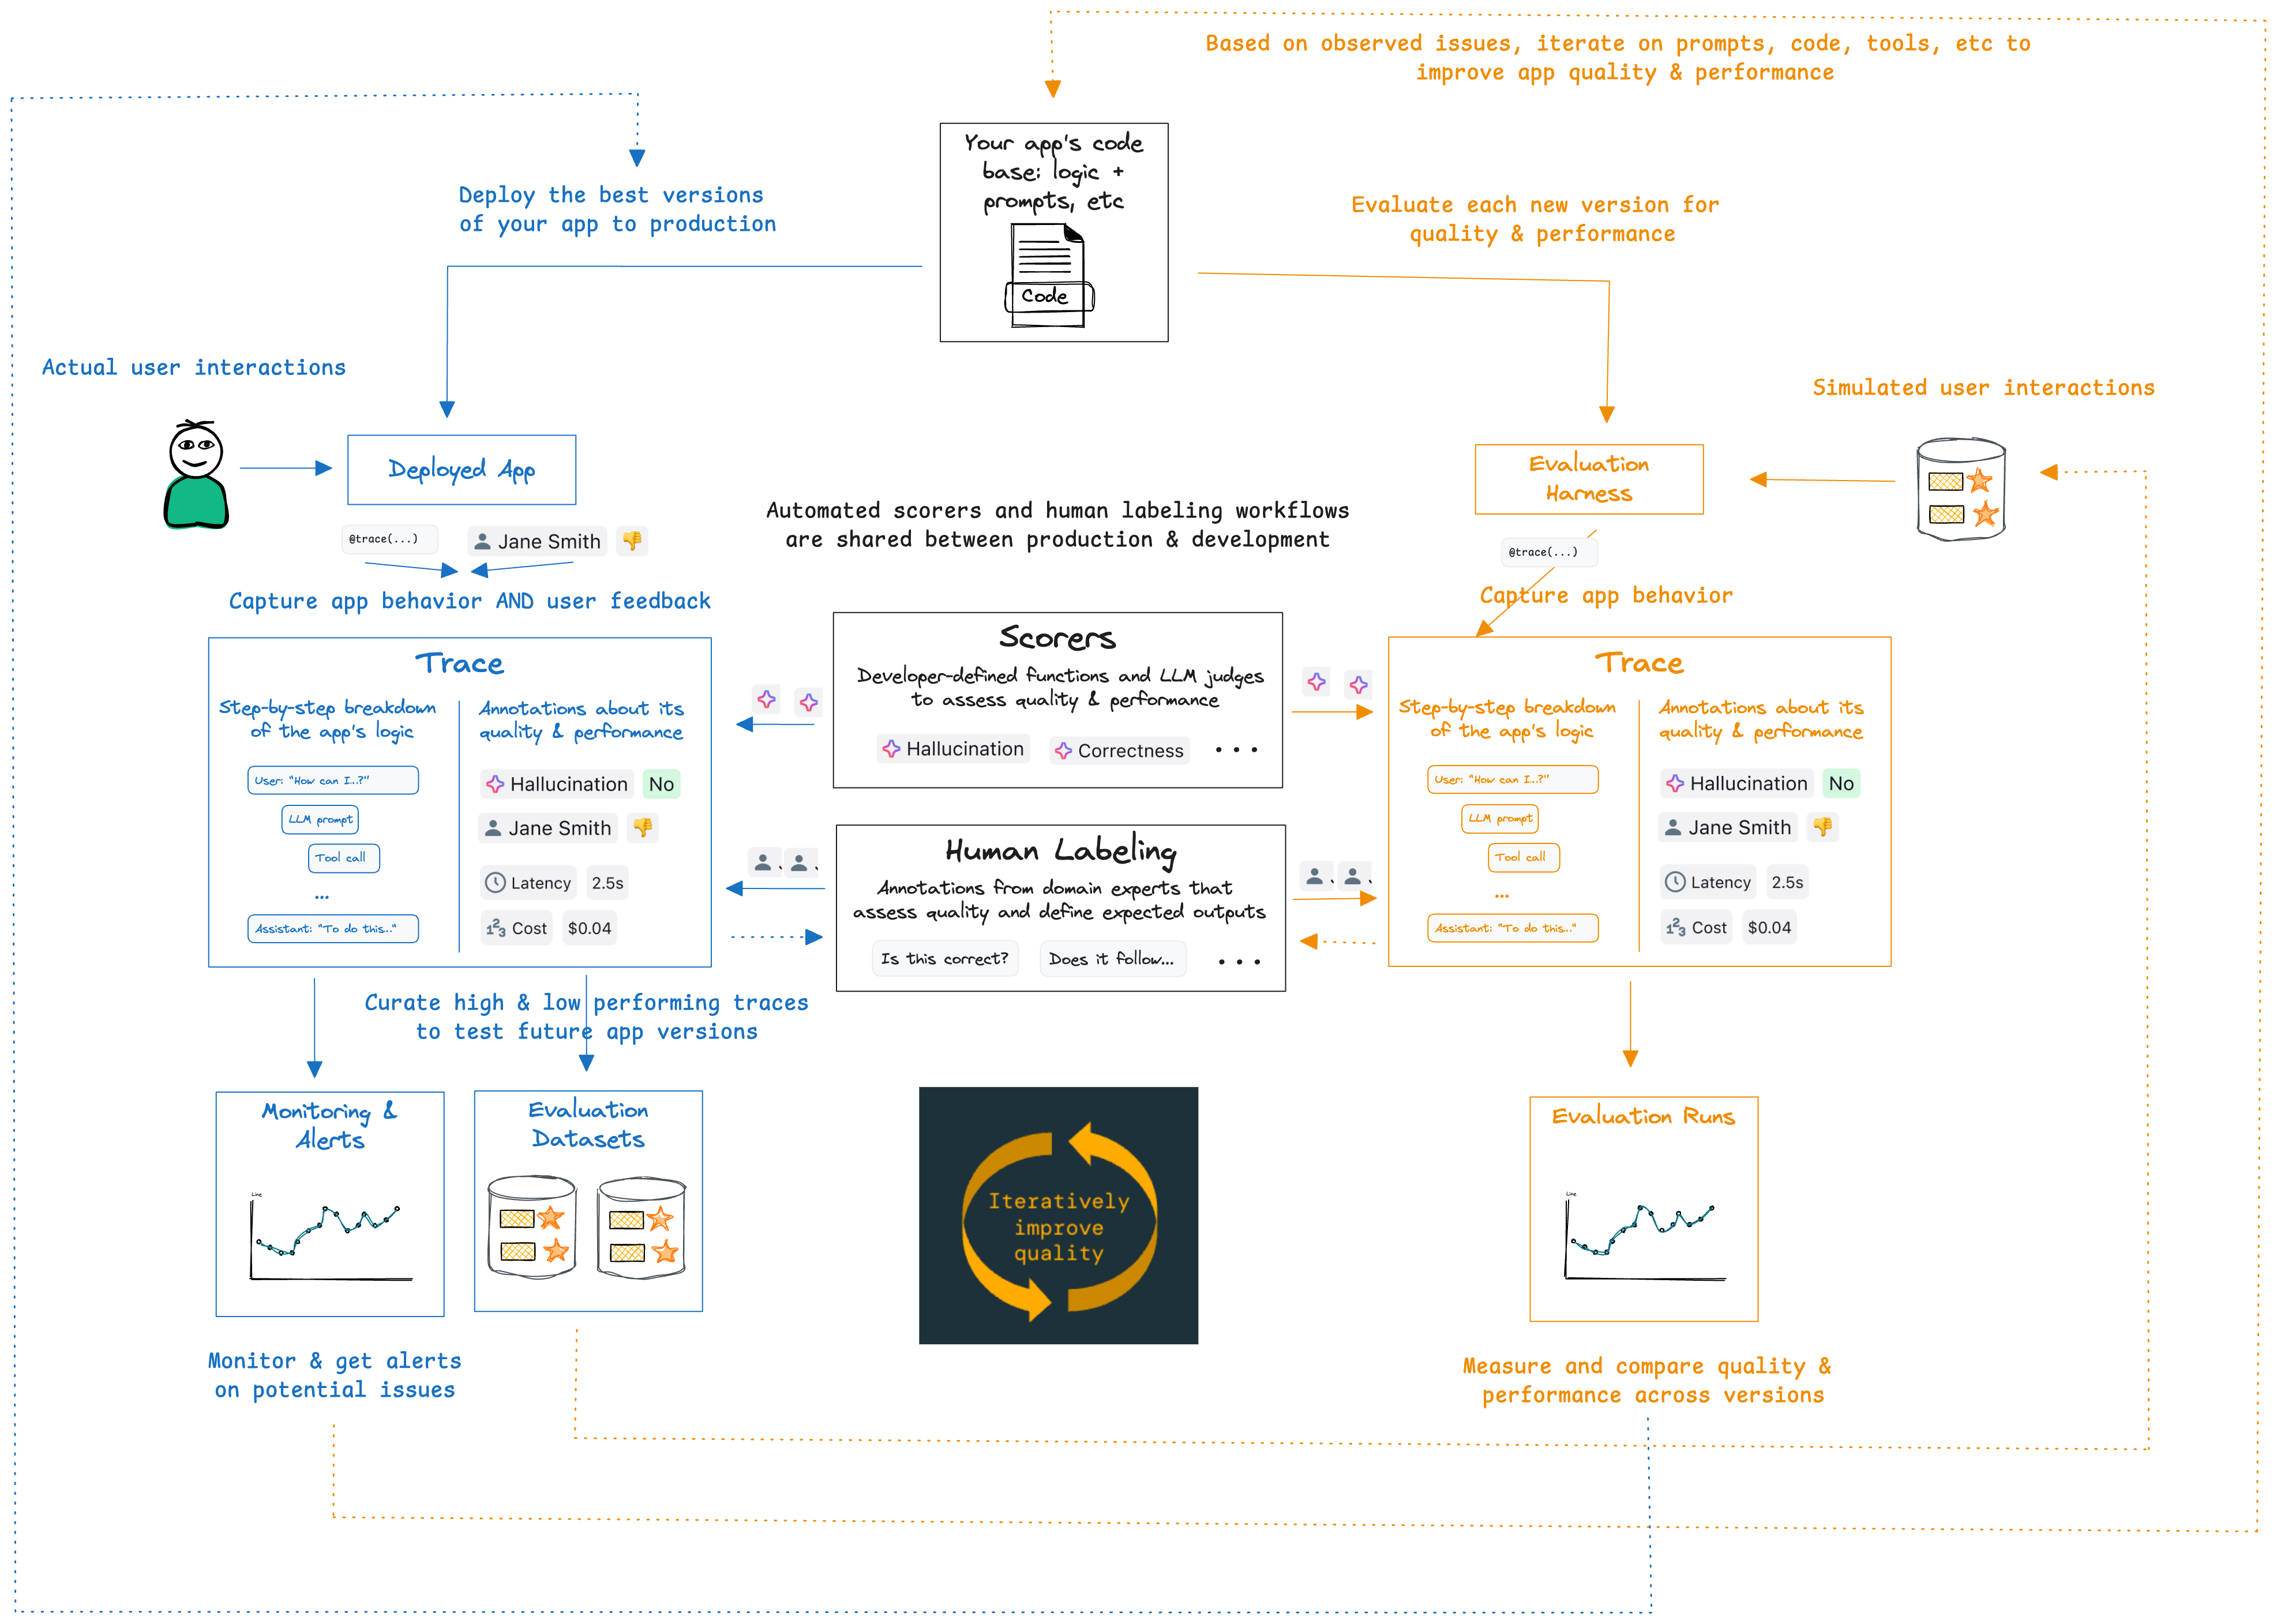 Based on observed issues, iterate on prompts, code, tools, etc to
improve app quality & performance
Your app's code
base: logic +
prompts, etc
Code
Deploy the best versions
of your app to production
Evaluate each new version for
quality & performance
Actual user interactions
Simulated user interactions
Deployed App
Evaluation
Harness
@trace(...)
Jane Smith
Automated scorers and human labeling workflows
are shared between production & development
@trace(...)
Capture app behavior AND user feedback
Capture app behavior
Trace
Step-by-step breakdown
of the app's logic
User: "How can I...?"
LLM prompt
Tool call
...
Assistant: "To do this..."
Annotations about its
quality & performance
Hallucination No
Jane Smith
Latency 2.5s
Cost $0.04
Scorers
Developer-defined functions and LLM judges
to assess quality & performance
Hallucination Correctness ...
Human Labeling
Annotations from domain experts that
assess quality and define expected outputs
Is this correct? Does it follow... ...
Trace
Step-by-step breakdown
of the app's logic
User: "How can I...?"
LLM prompt
Tool call
...
Assistant: "To do this..."
Annotations about its
quality & performance
Hallucination No
Jane Smith
Latency 2.5s
Cost $0.04
Curate high & low performing traces
to test future app versions
Monitoring &
Alerts
Line
Evaluation
Datasets
Iteratively
improve
quality
Evaluation Runs
Line
Monitor & get alerts
on potential issues
Measure and compare quality &
performance across versions